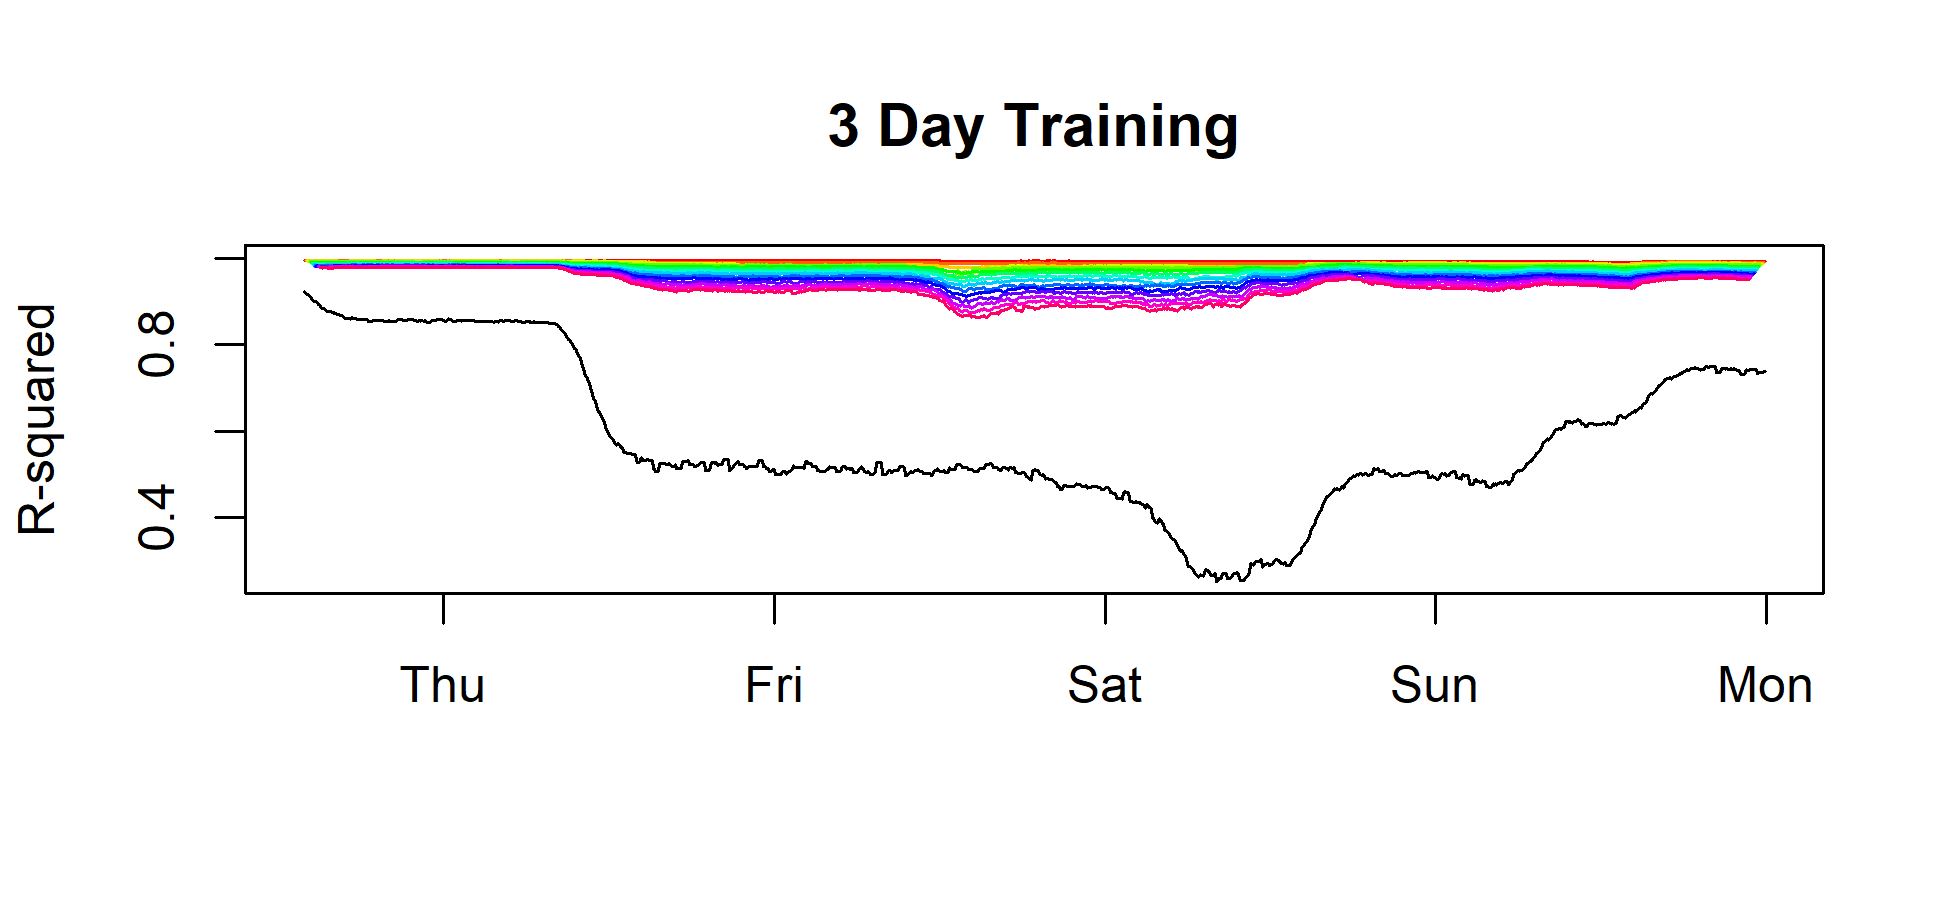 3 Day Training
R-squared
0.8
0.4
Thu Fri Sat Sun Mon